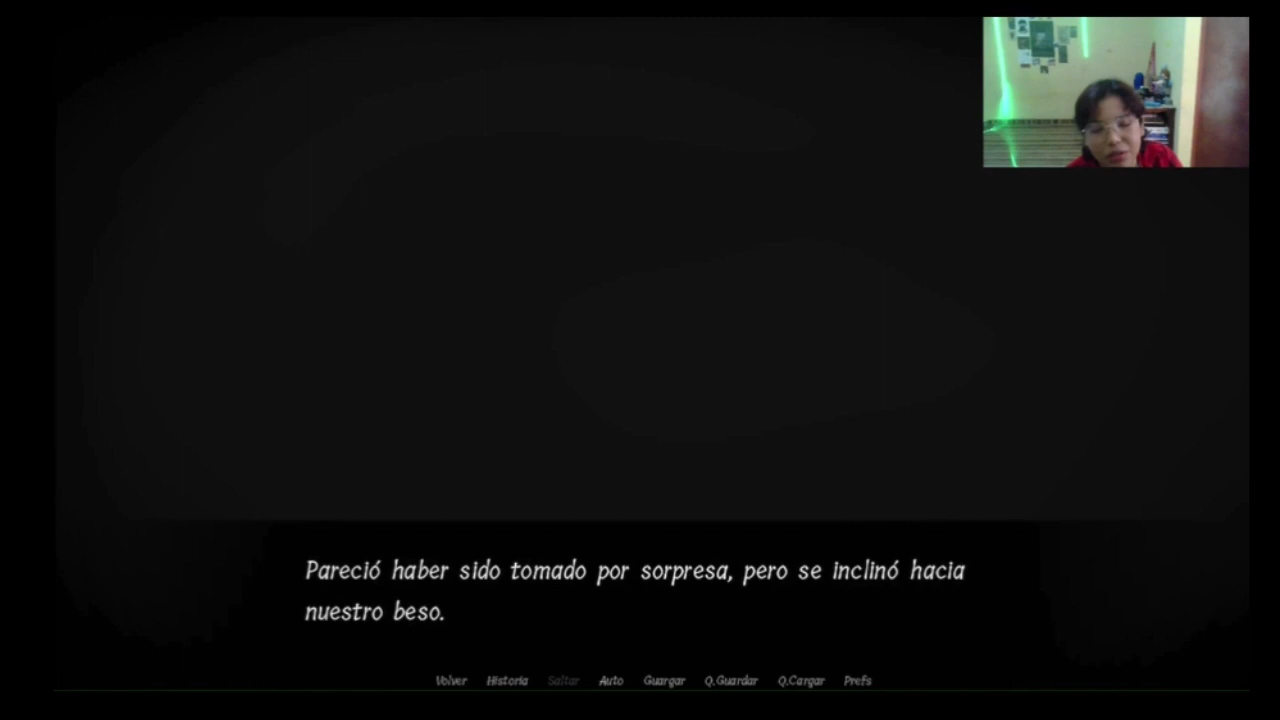 Pareció haber sido tomado por sorpresa, pero se inclinó hacia
nuestro beso.
Volver Historia Saltar Auto Guargar Q.Guardar Q.Cargar Prefs